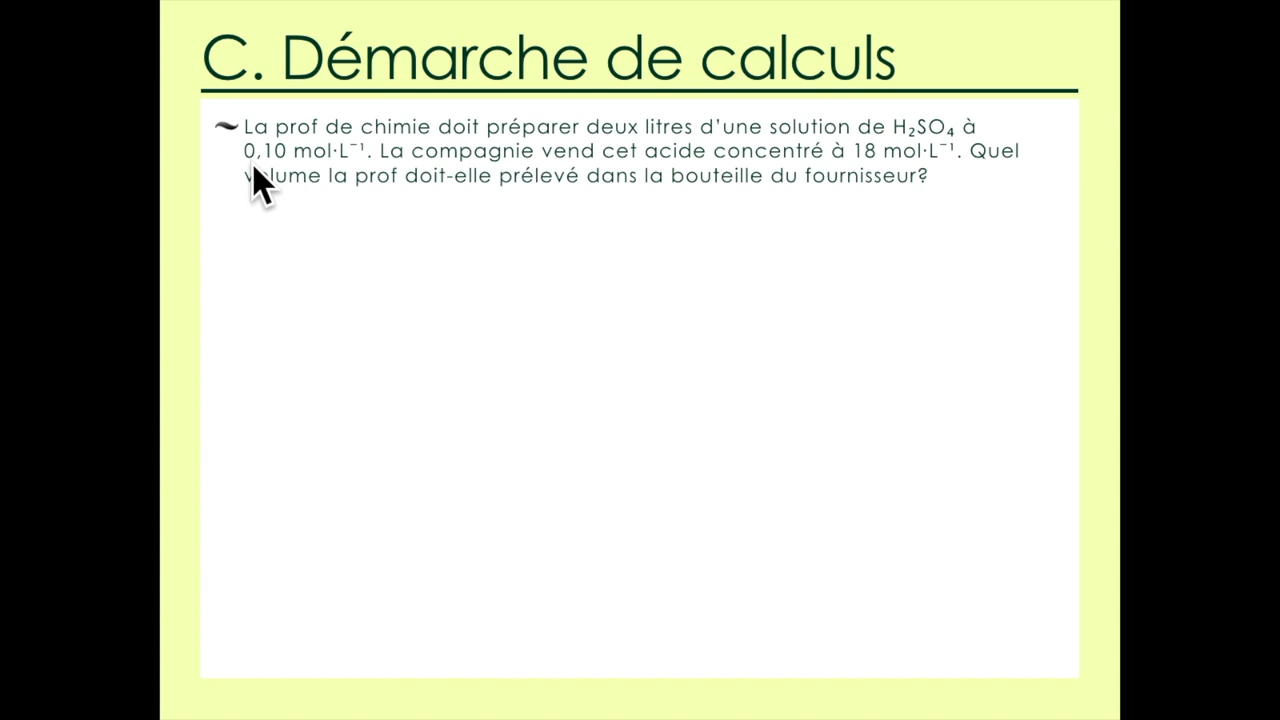 C. Démarche de calculs
La prof de chimie doit préparer deux litres d’une solution de H₂SO₄ à
0,10 mol·L⁻¹. La compagnie vend cet acide concentré à 18 mol·L⁻¹. Quel
volume la prof doit-elle prélevé dans la bouteille du fournisseur?